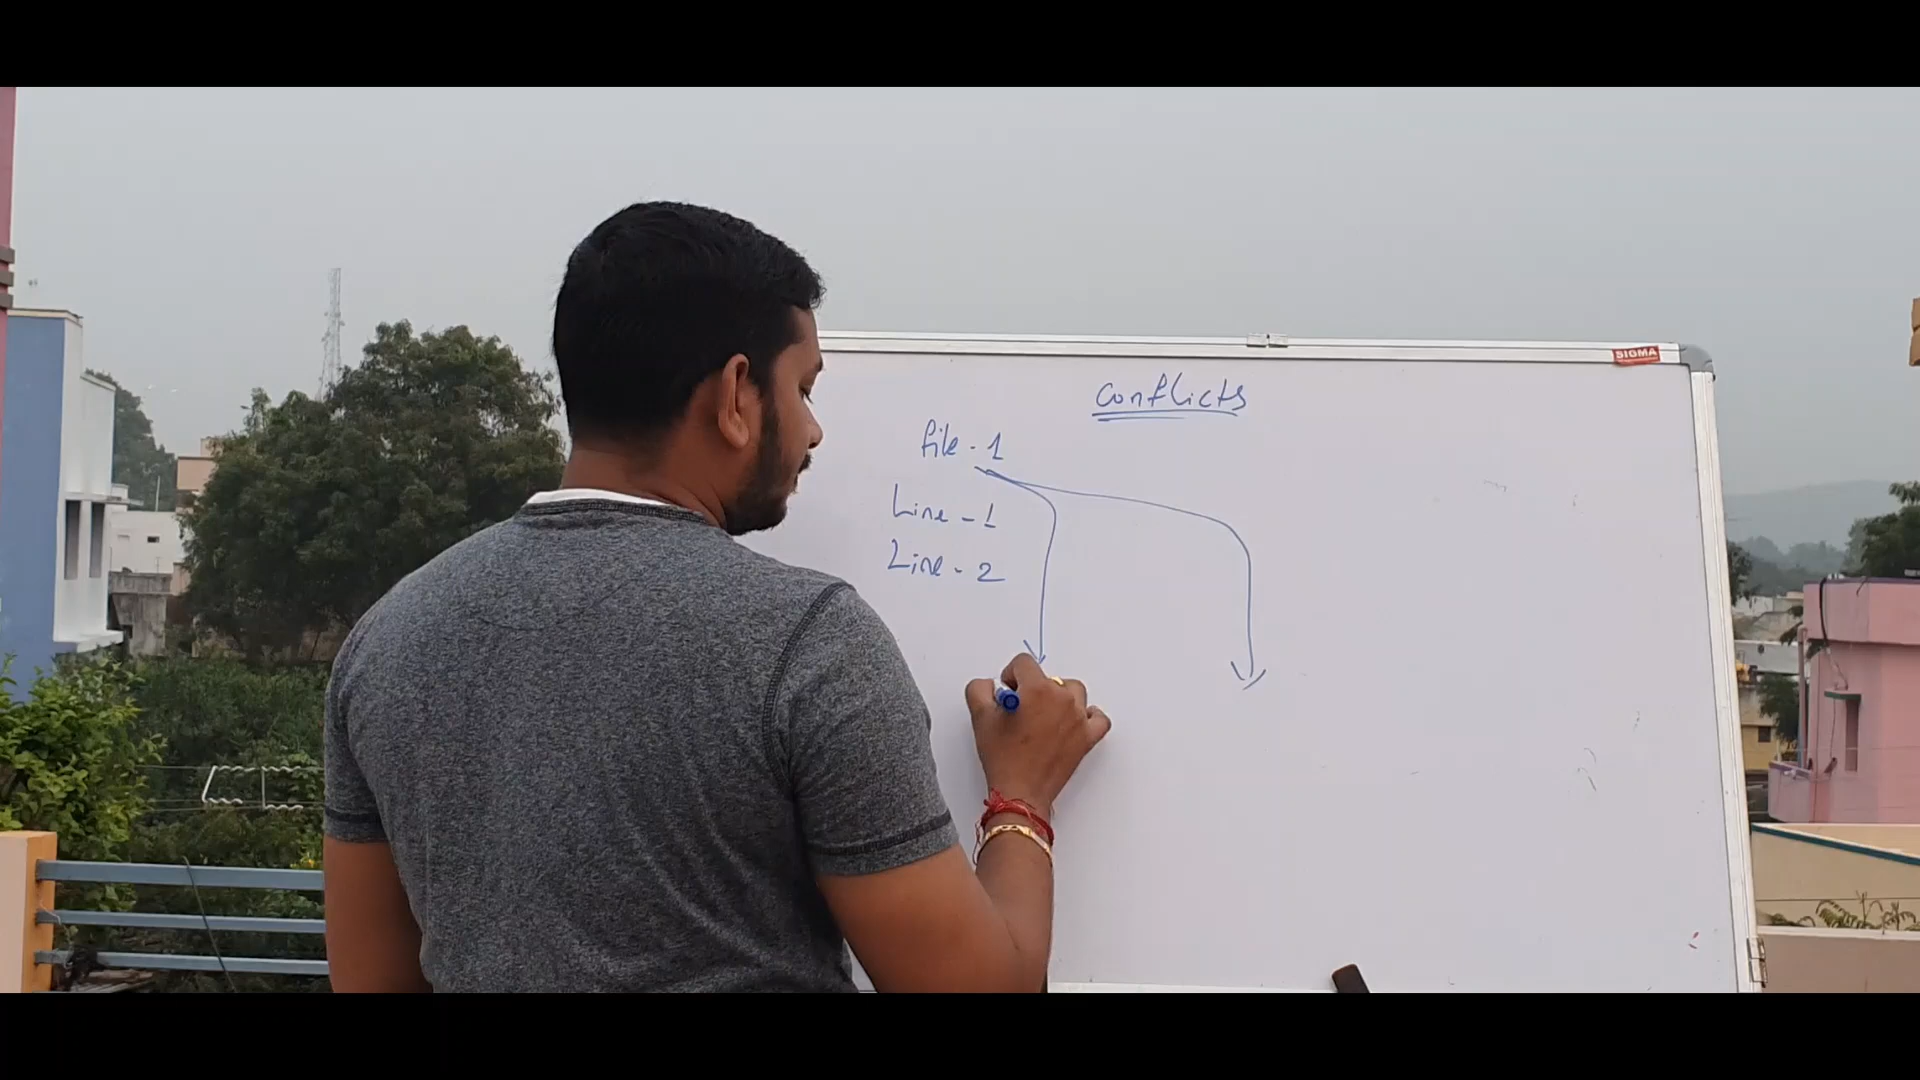 SIGMA
Conflicts
file - 1
Line - 1
Line - 2